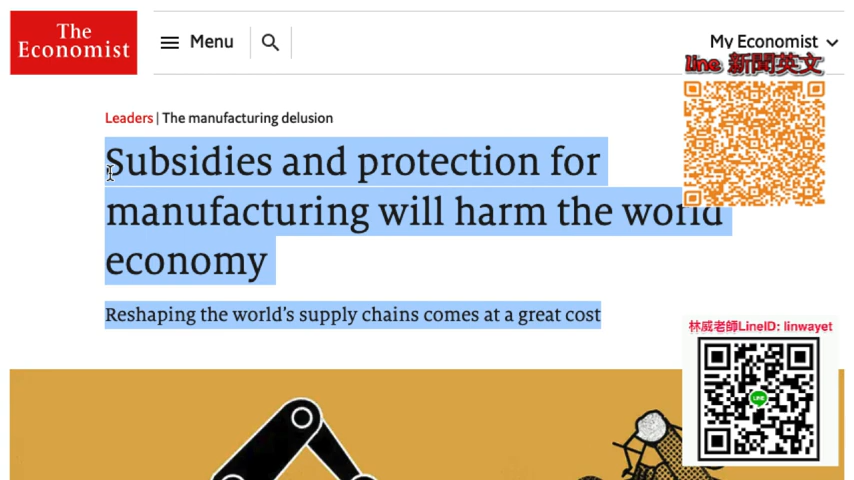 The
Economist
Menu
My Economist
line 新聞英文
Leaders | The manufacturing delusion
Subsidies and protection for
manufacturing will harm the world
economy
Reshaping the world's supply chains comes at a great cost
林威老師LineID: linwayet
LINE